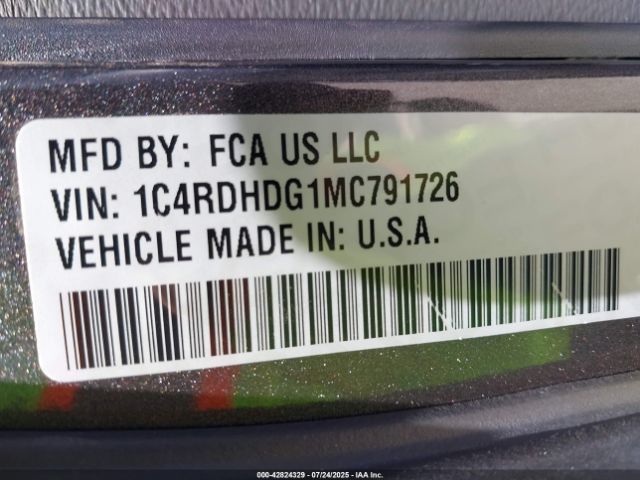 MFD BY: FCA US LLC
VIN: 1C4RDHDG1MC791726
VEHICLE MADE IN: U.S.A.
000-42824329 - 07/24/2025 - IAA Inc.